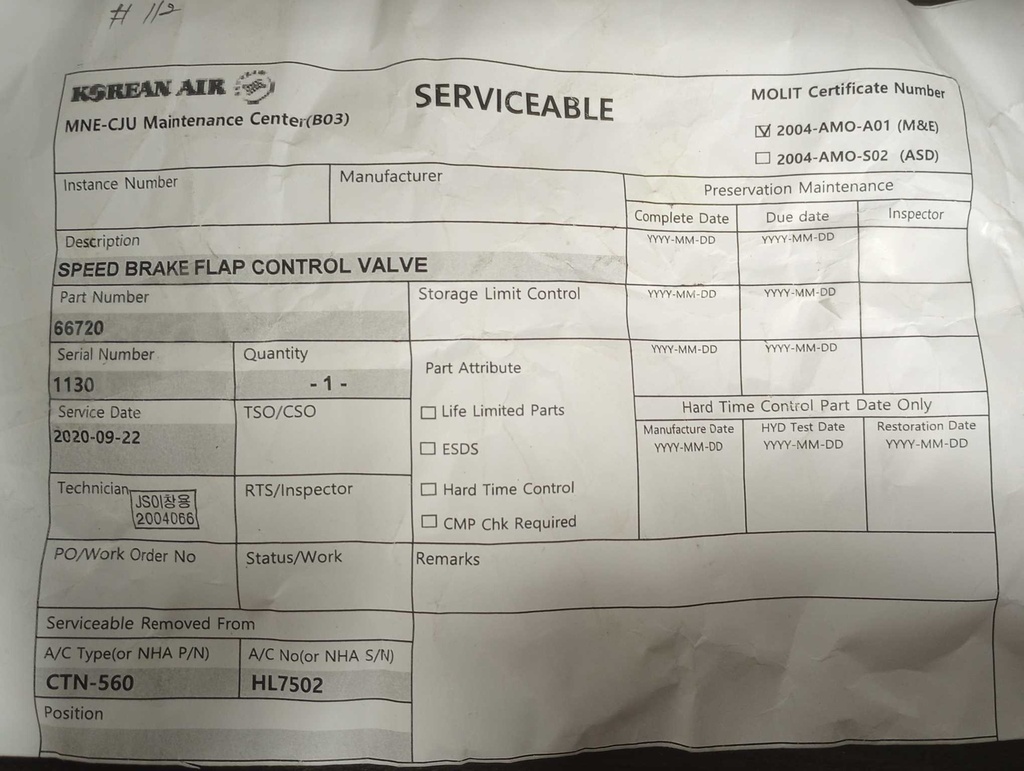 # 112
KOREAN AIR
SERVICEABLE
MOLIT Certificate Number
MNE-CJU Maintenance Center(B03)
☑ 2004-AMO-A01 (M&E)
☐ 2004-AMO-S02 (ASD)
Instance Number
Manufacturer
Preservation Maintenance
Complete Date Due date Inspector
Description
YYYY-MM-DD YYYY-MM-DD
SPEED BRAKE FLAP CONTROL VALVE
Part Number
Storage Limit Control
YYYY-MM-DD YYYY-MM-DD
66720
Serial Number
Quantity
YYYY-MM-DD YYYY-MM-DD
1130
- 1 -
Part Attribute
Service Date
TSO/CSO
☐ Life Limited Parts
Hard Time Control Part Date Only
2020-09-22
Manufacture Date HYD Test Date Restoration Date
YYYY-MM-DD YYYY-MM-DD YYYY-MM-DD
☐ ESDS
Technician
JS이창용
2004066
RTS/Inspector
☐ Hard Time Control
☐ CMP Chk Required
PO/Work Order No
Status/Work
Remarks
Serviceable Removed From
A/C Type(or NHA P/N)
A/C No(or NHA S/N)
CTN-560
HL7502
Position